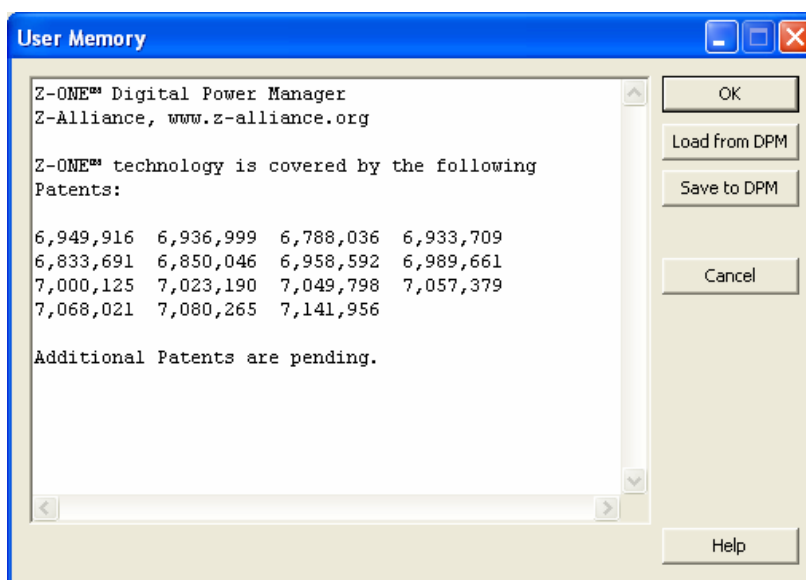 User Memory
Z-ONE™ Digital Power Manager
Z-Alliance, www.z-alliance.org
Z-ONE™ technology is covered by the following
Patents:
6,949,916 6,936,999 6,788,036 6,933,709
6,833,691 6,850,046 6,958,592 6,989,661
7,000,125 7,023,190 7,049,798 7,057,379
7,068,021 7,080,265 7,141,956
Additional Patents are pending.
OK
Load from DPM
Save to DPM
Cancel
Help